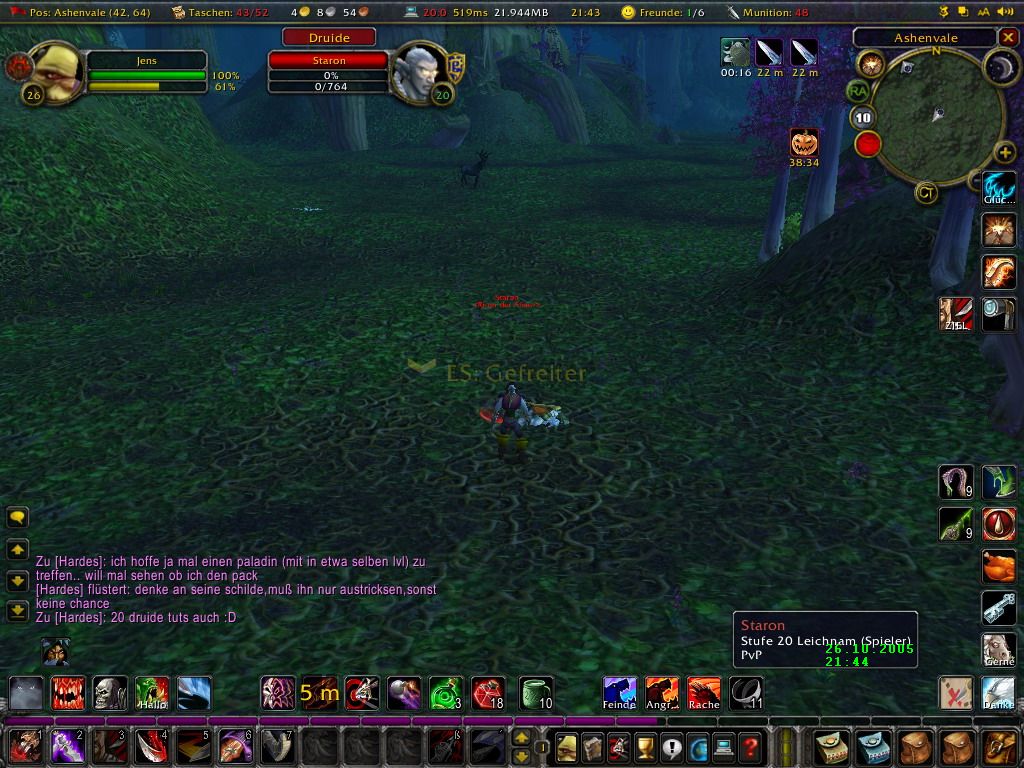 Pos: Ashenvale (42, 64) Taschen: 43/52 4 8 54 20.0 519ms 21.944MB 21:43 Freunde: 1/6 Munition: 48
Druide Ashenvale
N
Jens Staron
100% 0%
61% 0/764
26 20
00:16 22 m 22 m
RA
10
38:34
CT
Staron
ES: Gefreiter
9
9
Zu [Hardes]: ich hoffe ja mal einen paladin (mit in etwa selben lvl) zu
treffen.. will mal sehen ob ich den pack
[Hardes] flüstert: denke an seine schilde,muß ihn nur austricksen,sonst
keine chance
Zu [Hardes]: 20 druide tuts auch :D
Staron
Stufe 20 Leichnam (Spieler)
PvP
26.10.2005
21:44
Gerne
Hallo 5 m 3 18 10 Feinde Angr.. Rache 11 Danke
2 3 4 5 6 7 ß 1